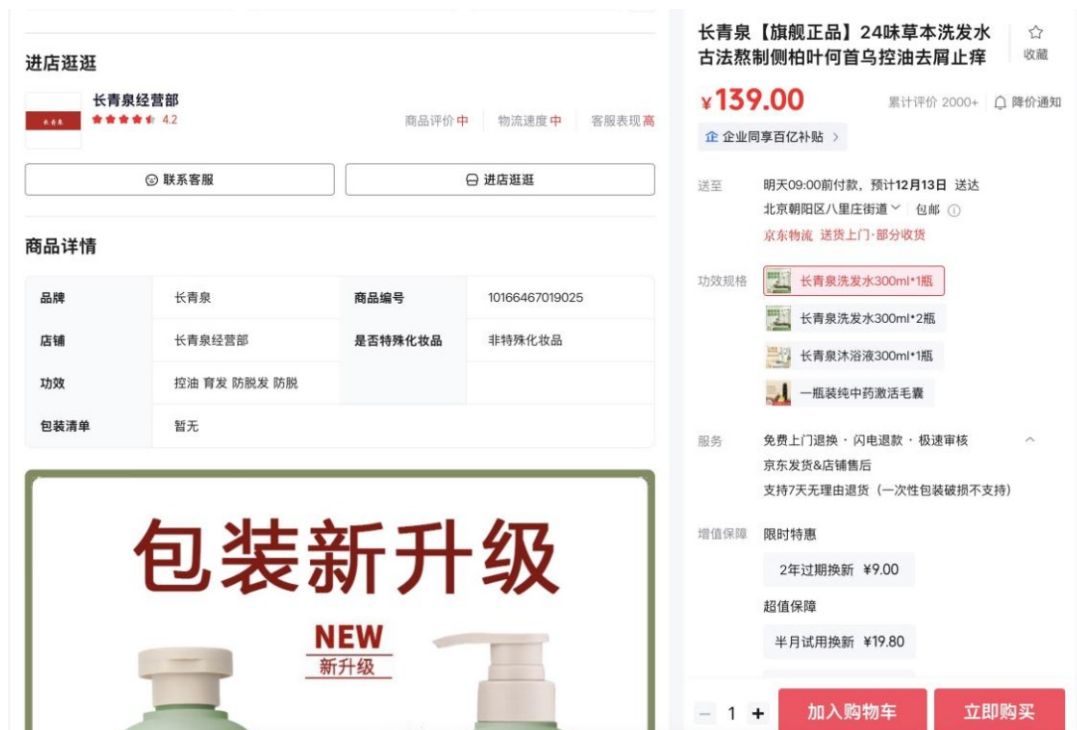 进店逛逛
长青泉
长青泉经营部
4.2
商品评价 中 物流速度 中 客服表现 高
联系客服
进店逛逛
商品详情
品牌 长青泉 商品编号 10166467019025
店铺 长青泉经营部 是否特殊化妆品 非特殊化妆品
功效 控油 育发 防脱发 防脱
包装清单 暂无
包装新升级
NEW
新升级
长青泉【旗舰正品】24味草本洗发水
古法熬制侧柏叶何首乌控油去屑止痒
收藏
¥139.00
累计评价 2000+
降价通知
企 企业同享百亿补贴 >
送至 明天09:00前付款，预计12月13日 送达
北京朝阳区八里庄街道 包邮
京东物流 送货上门·部分收货
功效规格 长青泉洗发水300ml*1瓶
长青泉洗发水300ml*2瓶
长青泉沐浴液300ml*1瓶
一瓶装纯中药激活毛囊
服务 免费上门退换 · 闪电退款 · 极速审核
京东发货&店铺售后
支持7天无理由退货（一次性包装破损不支持）
增值保障 限时特惠
2年过期换新 ¥9.00
超值保障
半月试用换新 ¥19.80
− 1 +
加入购物车
立即购买